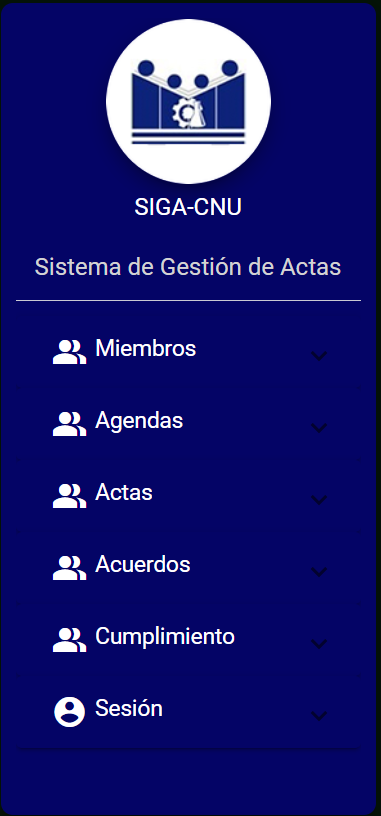 SIGA-CNU
Sistema de Gestión de Actas
Miembros
Agendas
Actas
Acuerdos
Cumplimiento
Sesión